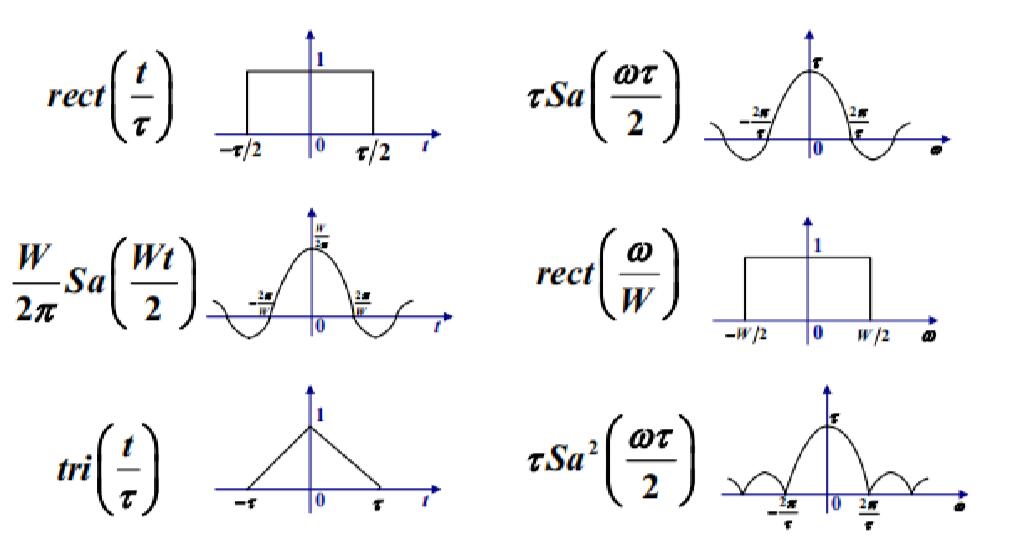 rect(t/τ) 1 −τ/2 0 τ/2 t
τSa(ωτ/2) τ −2π/τ 2π/τ 0 ω
W/2π Sa(Wt/2) W/2π −2π/W 2π/W 0 t
rect(ω/W) 1 −W/2 0 W/2 ω
tri(t/τ) 1 −τ 0 τ t
τSa²(ωτ/2) τ −2π/τ 0 2π/τ ω